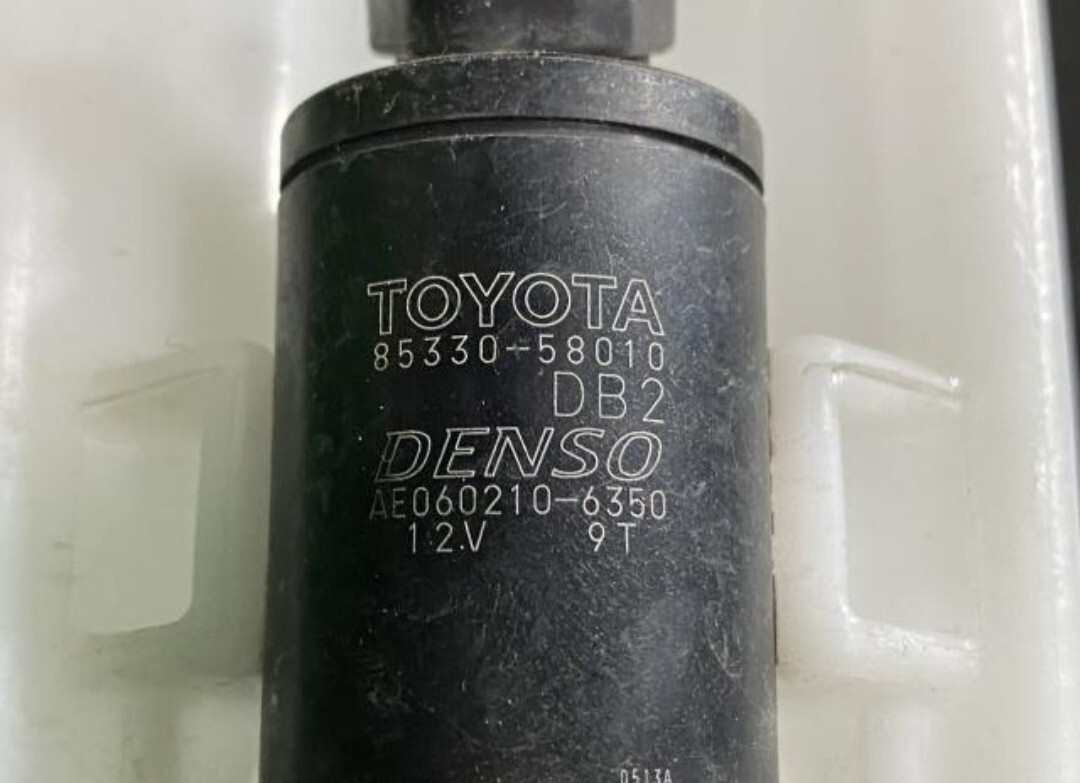 TOYOTA
85330-58010
DB2
DENSO
AE060210-6350
12V 9T
0513A